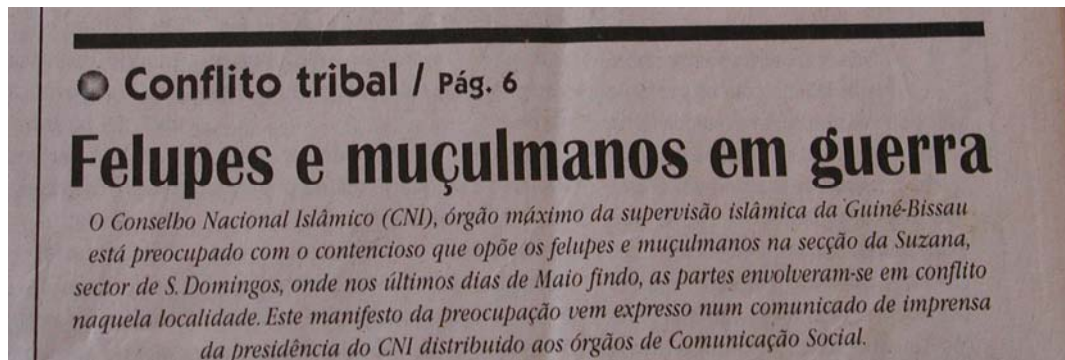 Conflito tribal / Pág. 6
Felupes e muçulmanos em guerra
O Conselho Nacional Islâmico (CNI), órgão máximo da supervisão islâmica da Guiné-Bissau
está preocupado com o contencioso que opõe os felupes e muçulmanos na secção da Suzana,
sector de S. Domingos, onde nos últimos dias de Maio findo, as partes envolveram-se em conflito
naquela localidade. Este manifesto da preocupação vem expresso num comunicado de imprensa
da presidência do CNI distribuido aos órgãos de Comunicação Social.